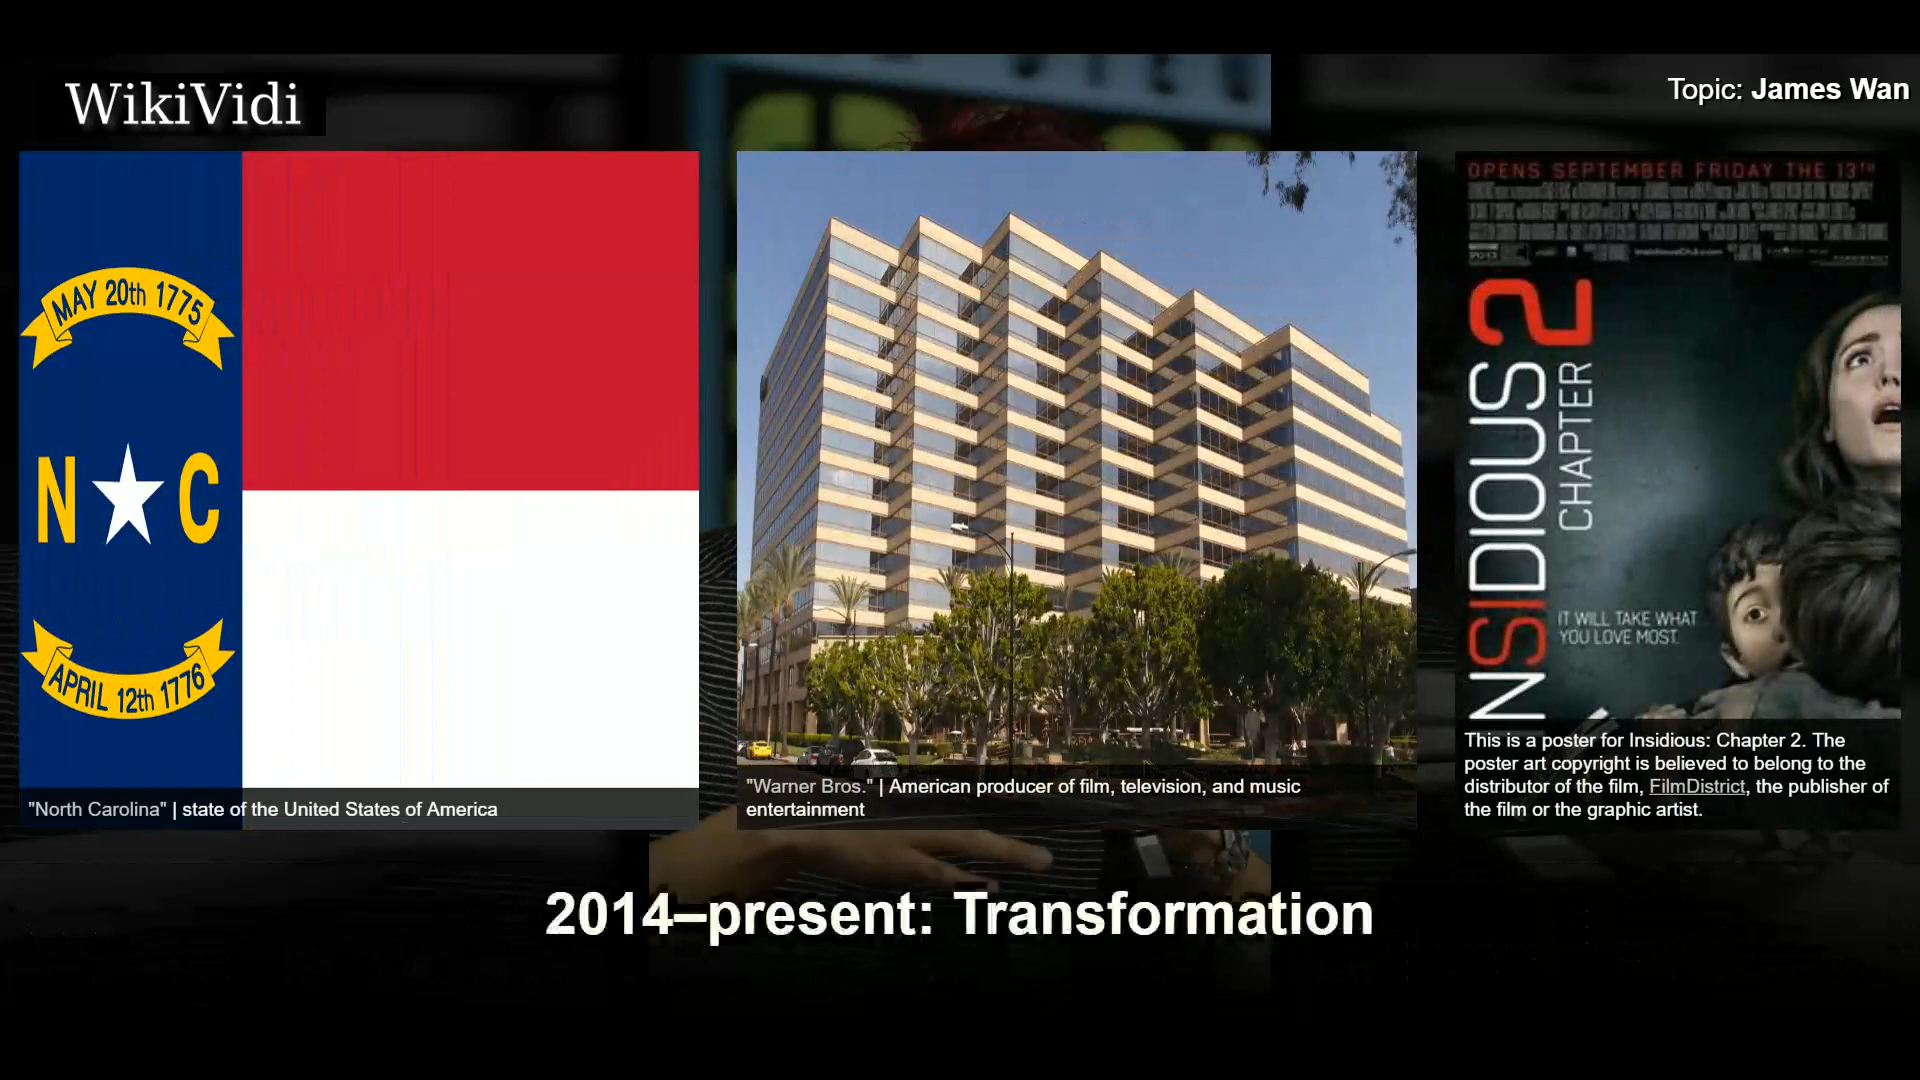 WikiVidi
Topic: James Wan
MAY 20th 1775
N C
APRIL 12th 1776
"North Carolina" | state of the United States of America
"Warner Bros." | American producer of film, television, and music
entertainment
OPENS SEPTEMBER FRIDAY THE 13TH
NSIDIOUS
CHAPTER 2
IT WILL TAKE WHAT
YOU LOVE MOST.
This is a poster for Insidious: Chapter 2. The
poster art copyright is believed to belong to the
distributor of the film, FilmDistrict, the publisher of
the film or the graphic artist.
2014–present: Transformation